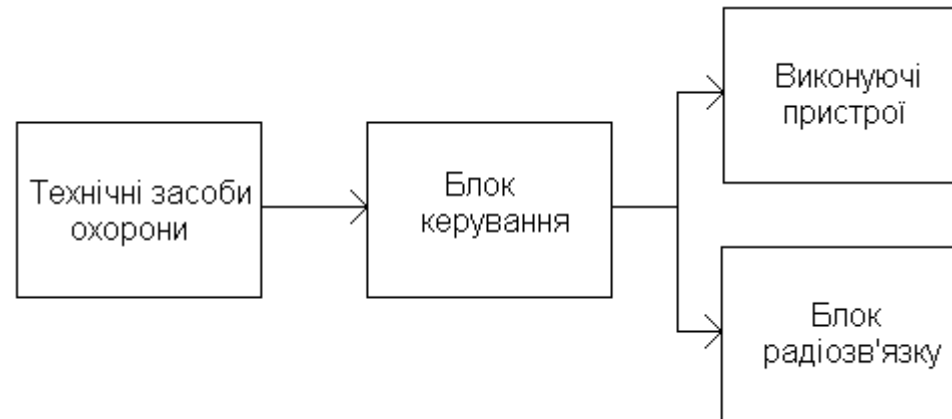 Технічні засоби
охорони
Блок
керування
Виконуючі
пристрої
Блок
радіозв'язку